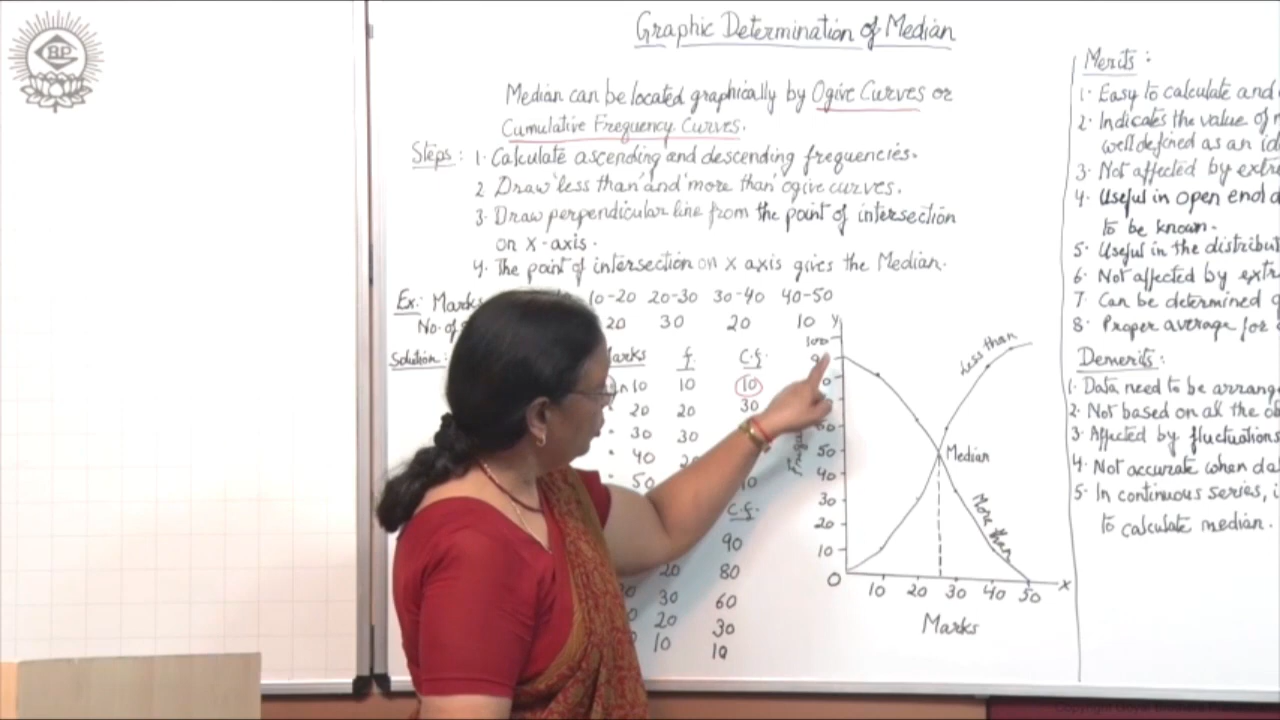 GBP
Graphic Determination of Median
Median can be located graphically by Ogive Curves or
Cumulative Frequency Curves.
Steps: 1. Calculate ascending and descending frequencies.
2 Draw 'less than' and 'more than' ogive curves.
3. Draw perpendicular line from the point of intersection
on X-axis.
4. The point of intersection on X axis gives the Median.
Ex: Marks 10-20 20-30 30-40 40-50
No. of 20 30 20 10
Solution: f. c.f.
10 10 10
20 20 30
30 30
40
50 10
c.f.
90
20 80
30 60
20 30
10 10
Y
100
60
50
40
30
20
10
0
10 20 30 40 50 X
Marks
Less than
Median
More than
Merits:
1. Easy to calculate and
2. Indicates the value of
well defined as an
3. Not affected by
4. Useful in open end
to be known.
5. Useful in the
6. Not affected by
7. Can be determined
8. Proper average for
Demerits:
1. Data need to be
2. Not based on all the
3. Affected by fluctuations
4. Not accurate when
5. In continuous series,
to calculate median.